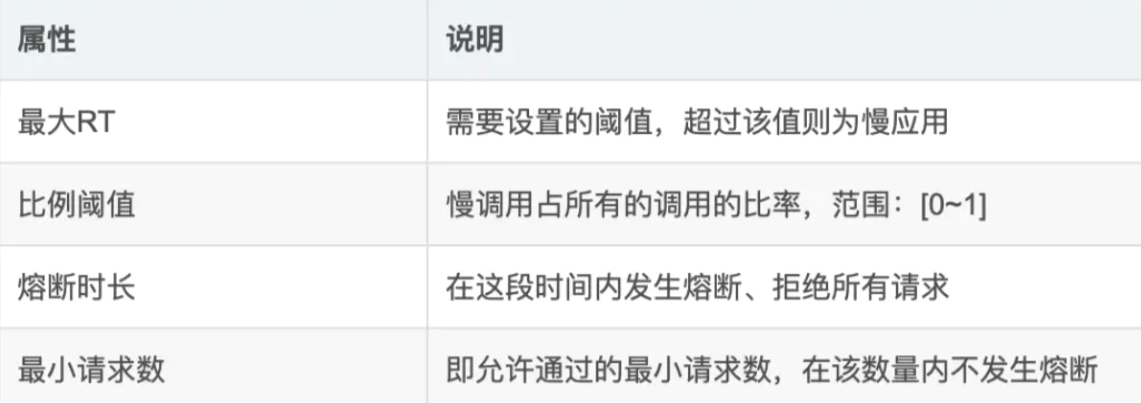 属性 说明
最大RT 需要设置的阈值，超过该值则为慢应用
比例阈值 慢调用占所有的调用的比率，范围：[0~1]
熔断时长 在这段时间内发生熔断、拒绝所有请求
最小请求数 即允许通过的最小请求数，在该数量内不发生熔断